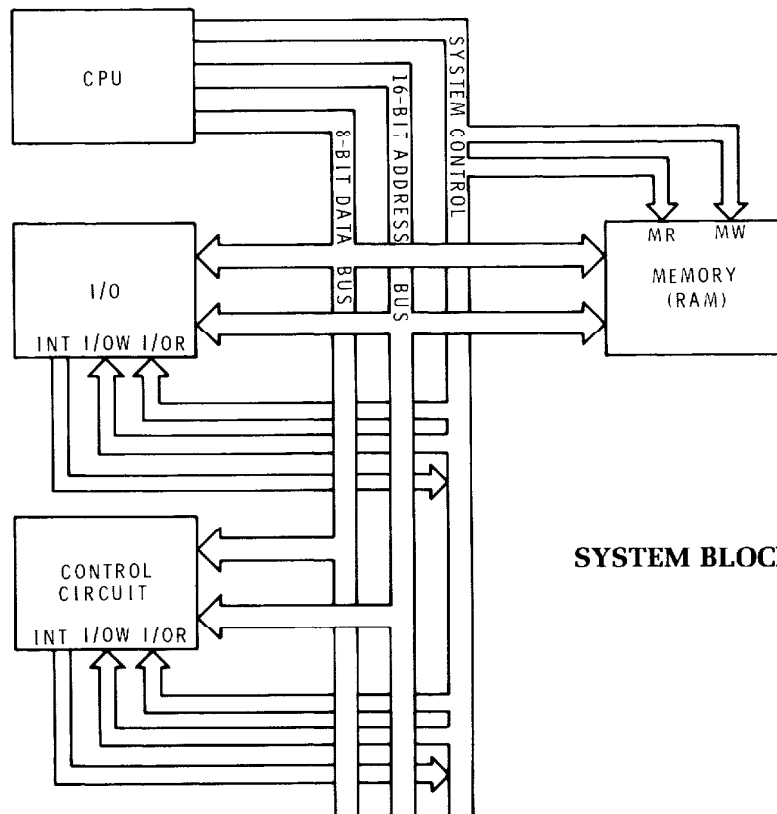 CPU
SYSTEM CONTROL
16-BIT ADDRESS BUS
8-BIT DATA BUS
MR MW
MEMORY
(RAM)
I/O
INT I/OW I/OR
SYSTEM BLOC
CONTROL
CIRCUIT
INT I/OW I/OR